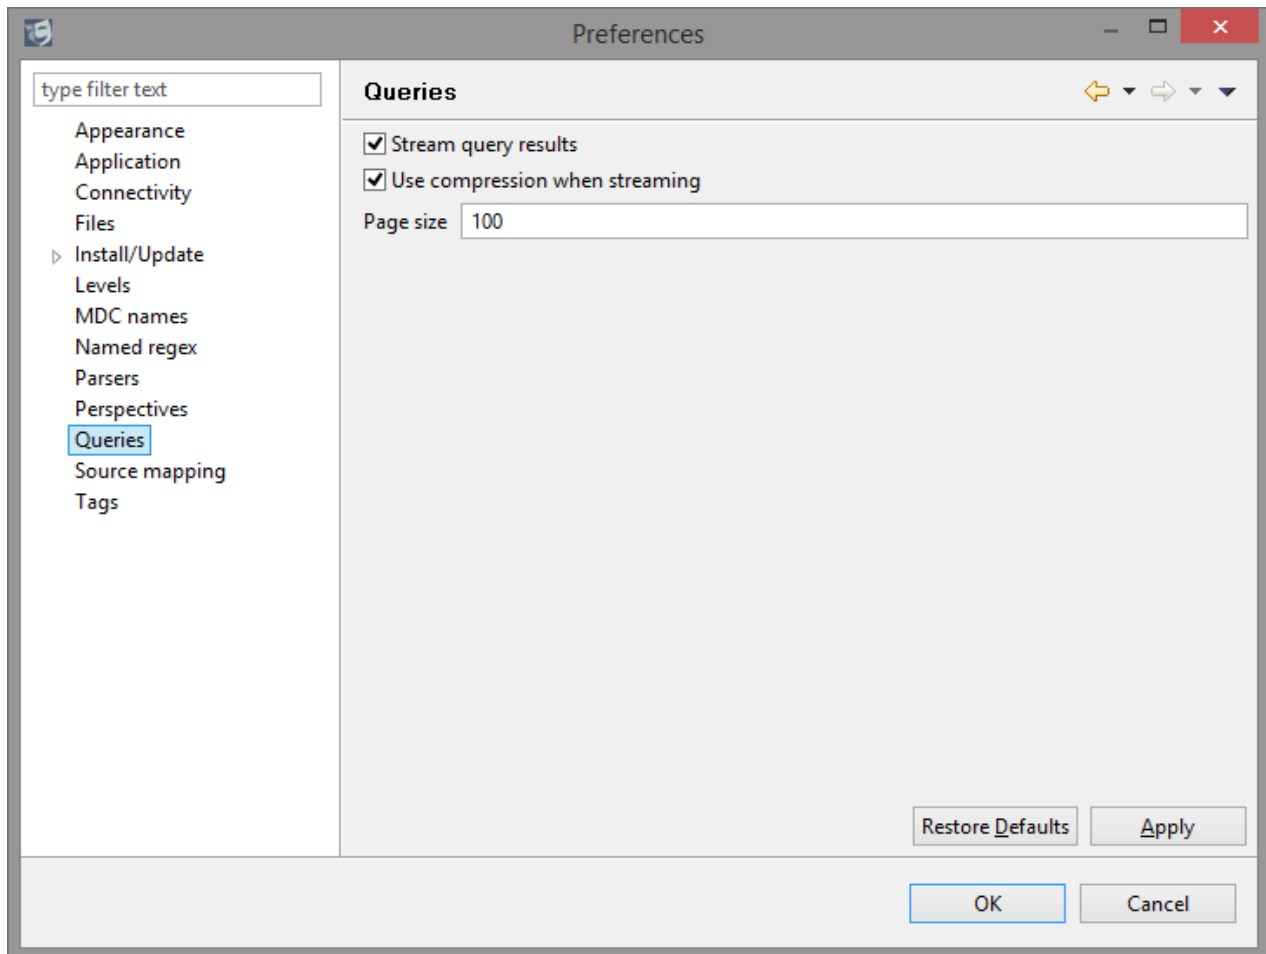 Preferences
type filter text
Appearance
Application
Connectivity
Files
Install/Update
Levels
MDC names
Named regex
Parsers
Perspectives
Queries
Source mapping
Tags
Queries
Stream query results
Use compression when streaming
Page size 100
Restore Defaults Apply
OK Cancel